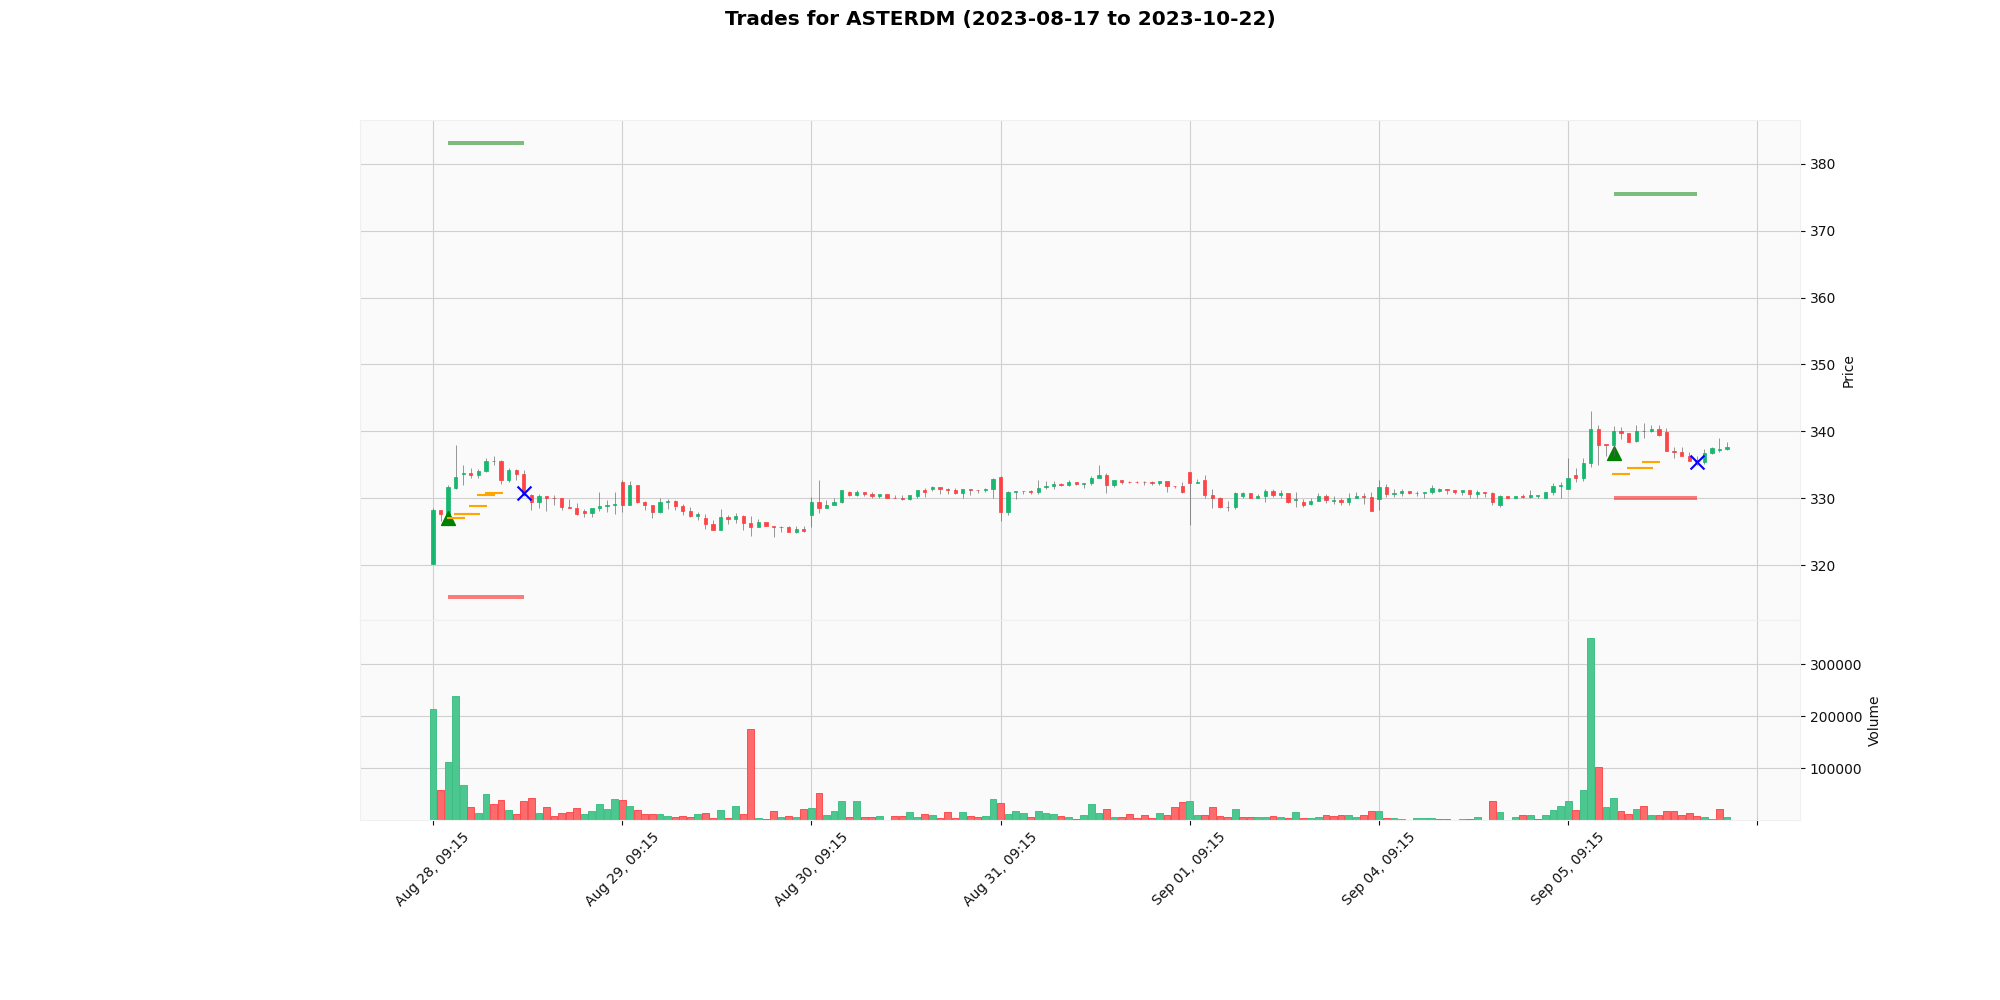 Trades for ASTERDM (2023-08-17 to 2023-10-22)
380
370
360
350
340
330
320
Price
300000
200000
100000
Volume
Aug 28, 09:15
Aug 29, 09:15
Aug 30, 09:15
Aug 31, 09:15
Sep 01, 09:15
Sep 04, 09:15
Sep 05, 09:15